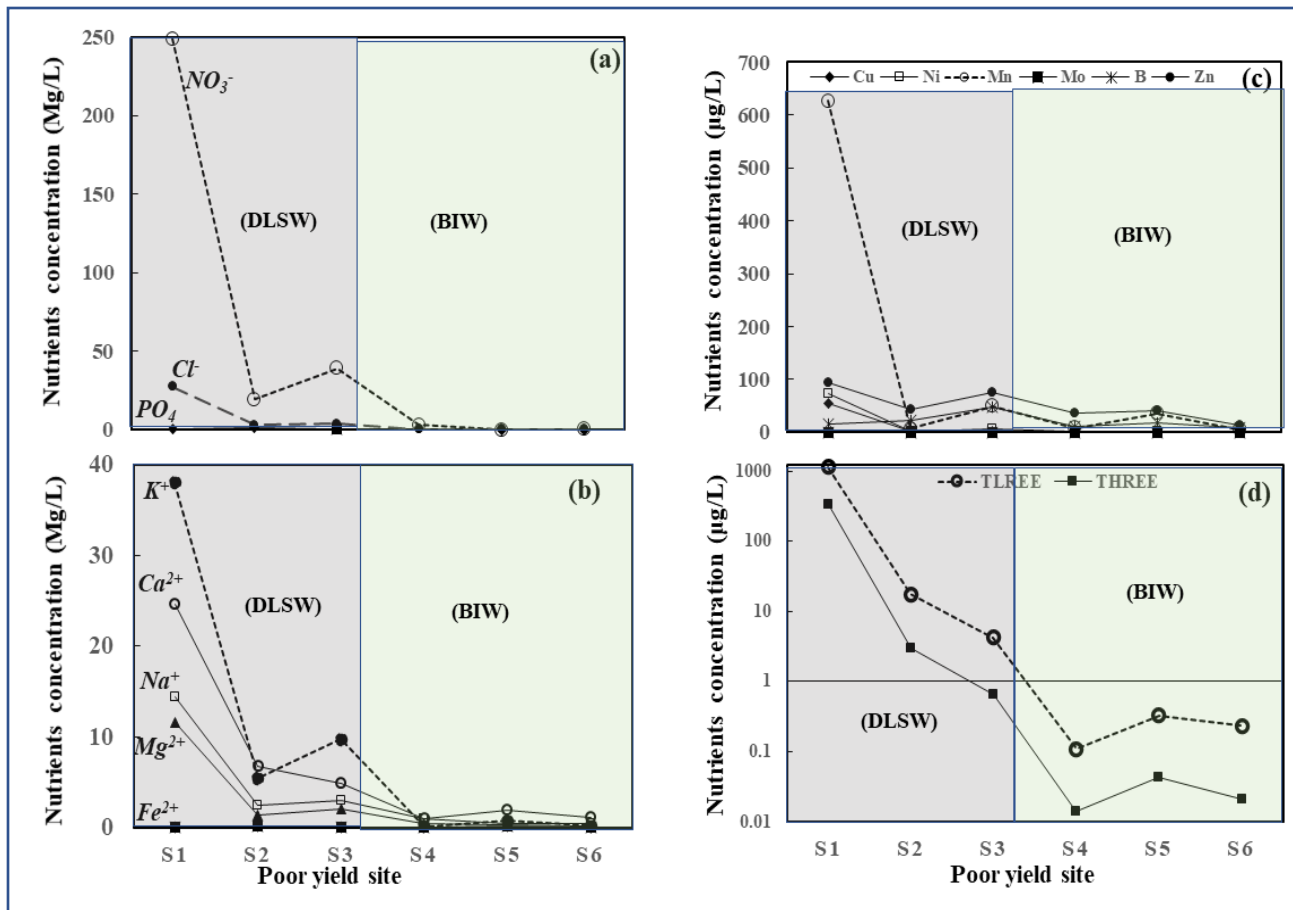 Nutrients concentration (Mg/L)
250
200
150
100
50
0
(a)
NO₃⁻
Cl⁻
PO₄
(DLSW)
(BIW)
Nutrients concentration (µg/L)
700
600
500
400
300
200
100
0
Cu Ni Mn Mo B Zn
(c)
(DLSW)
(BIW)
Nutrients concentration (Mg/L)
40
30
20
10
0
(b)
K⁺
Ca²⁺
Na⁺
Mg²⁺
Fe²⁺
(DLSW)
(BIW)
S1 S2 S3 S4 S5 S6
Poor yield site
Nutrients concentration (µg/L)
1000
100
10
1
0.1
0.01
TLREE THREE
(d)
(BIW)
(DLSW)
S1 S2 S3 S4 S5 S6
Poor yield site